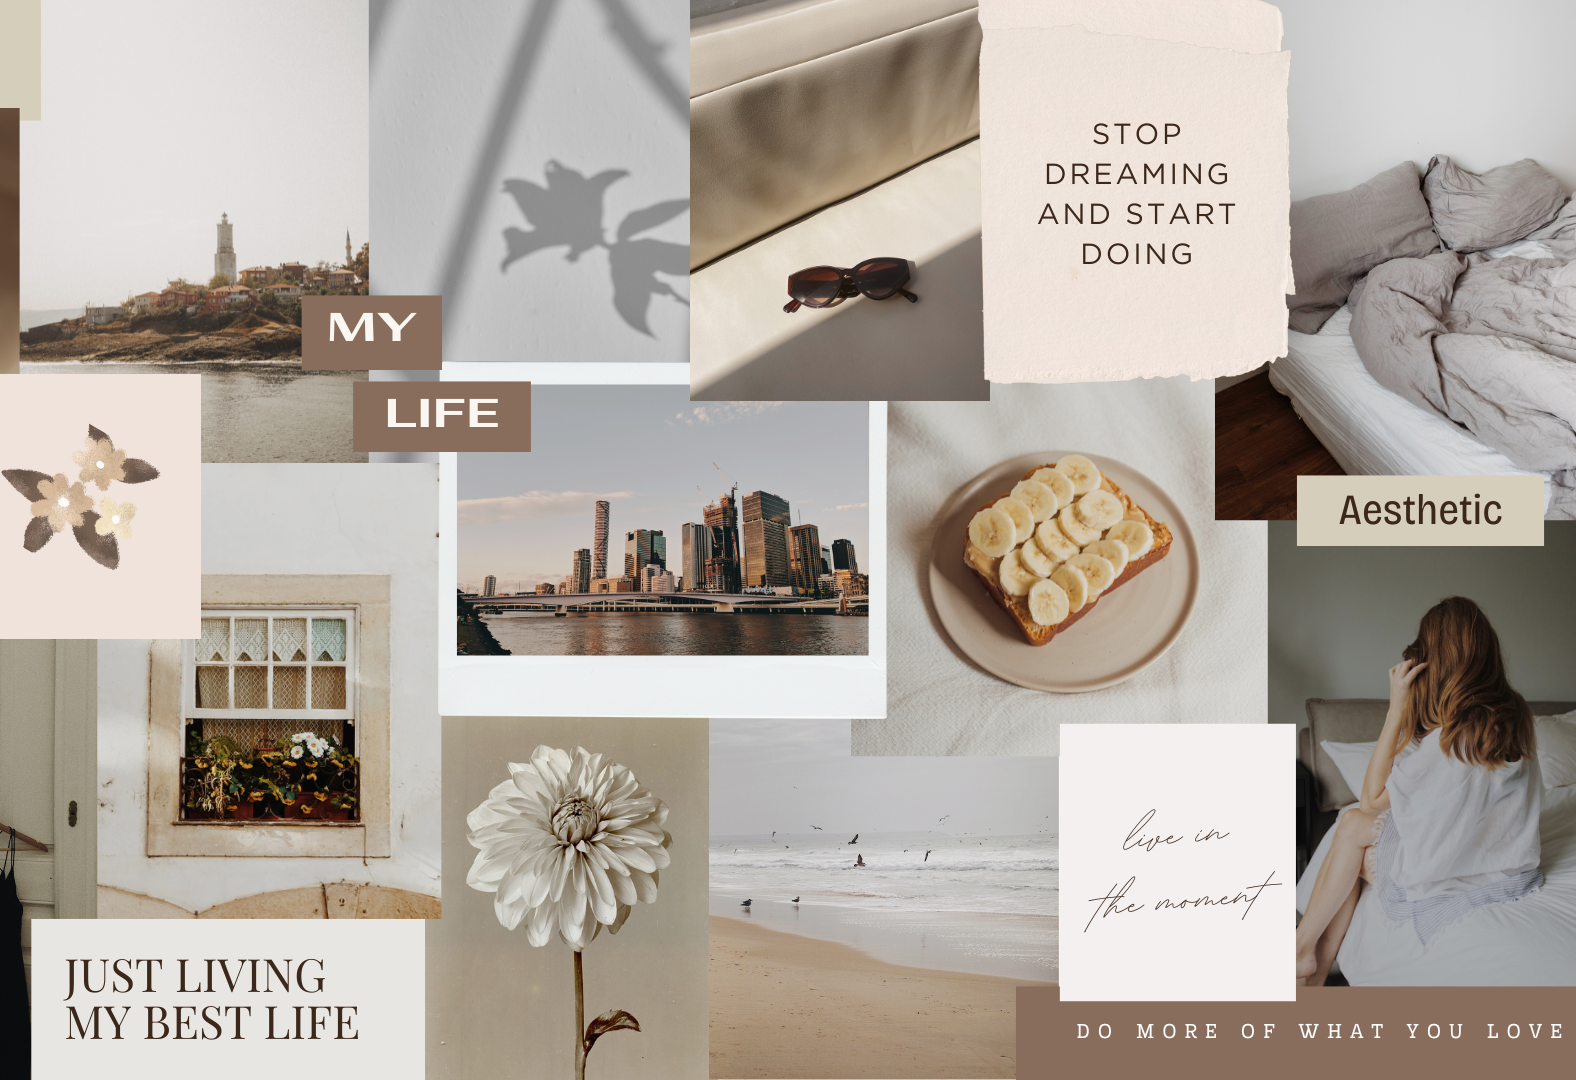 STOP
DREAMING
AND START
DOING
MY
LIFE
Aesthetic
live in
the moment
JUST LIVING
MY BEST LIFE
DO MORE OF WHAT YOU LOVE